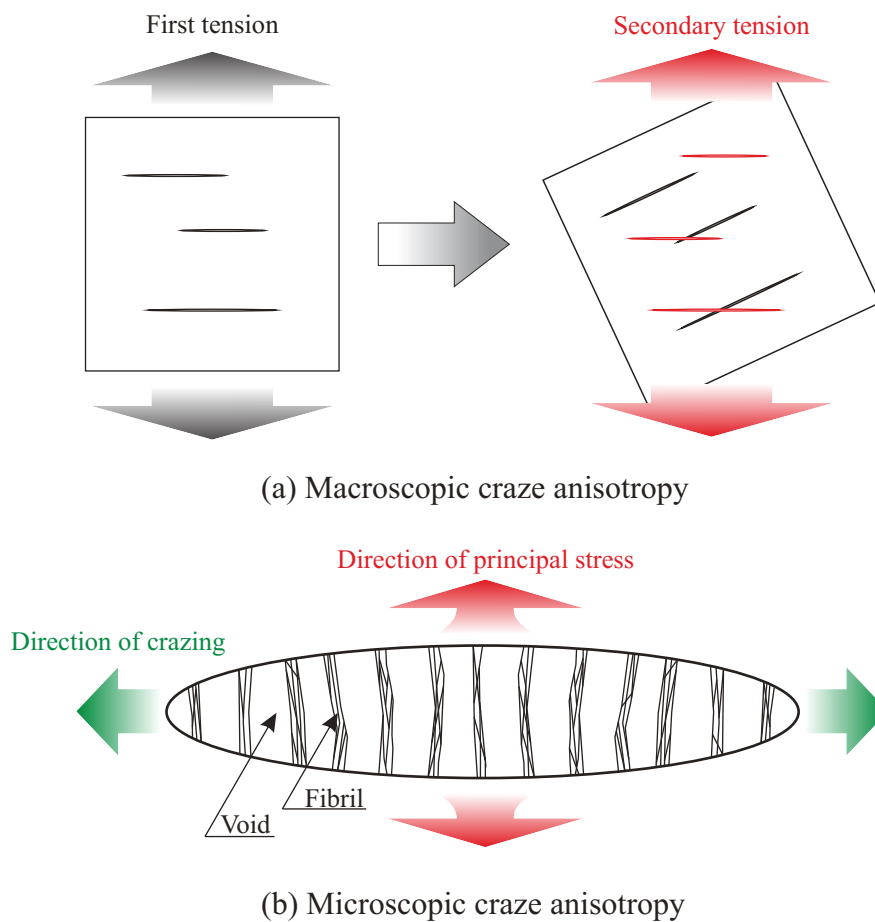 First tension
Secondary tension
(a) Macroscopic craze anisotropy
Direction of principal stress
Direction of crazing
Fibril
Void
(b) Microscopic craze anisotropy